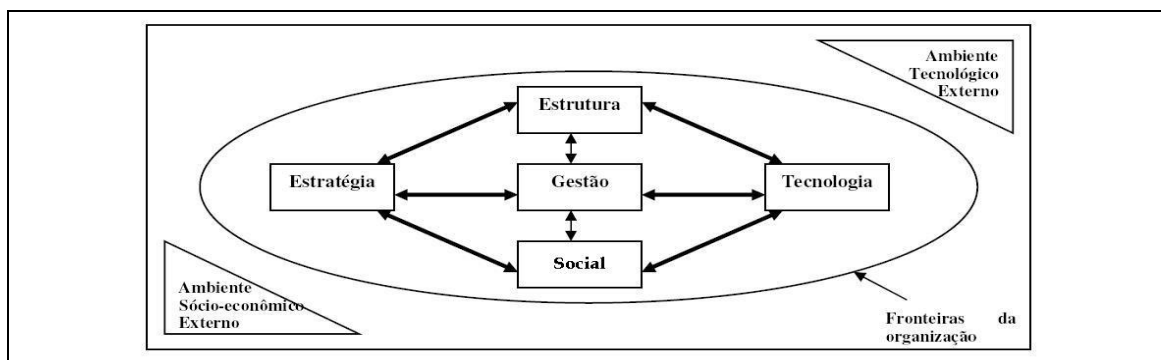 Ambiente
Tecnológico
Externo
Estrutura
Estratégia
Gestão
Tecnologia
Social
Ambiente
Sócio-econômico
Externo
Fronteiras da
organização